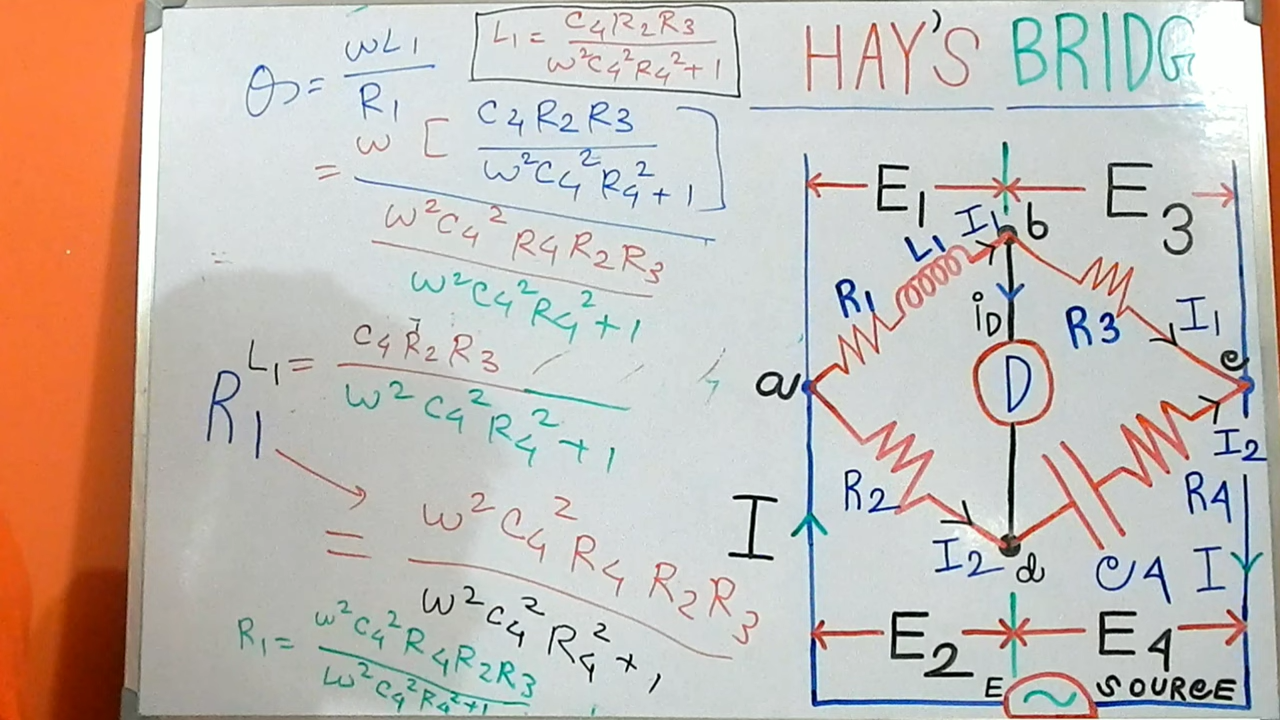 HAY'S BRIDG
Q = ωL1 / R1
L1 = C4R2R3 / ω²C4²R4²+1
= ω [ C4R2R3 / ω²C4²R4²+1 ]
ω²C4² R4R2R3 / ω²C4²R4²+1
=
L1 = C4R2R3 / ω²C4²R4²+1
R1
= ω²C4²R4R2R3 / ω²C4²R4²+1
R1 = ω²C4²R4R2R3 / ω²C4²R4²+1
E1 E3
I1 b
L1
R1 iD R3 I1
a D c
I2
R2 R4
I I2 d C4 I
E2 E4
E SOURCE